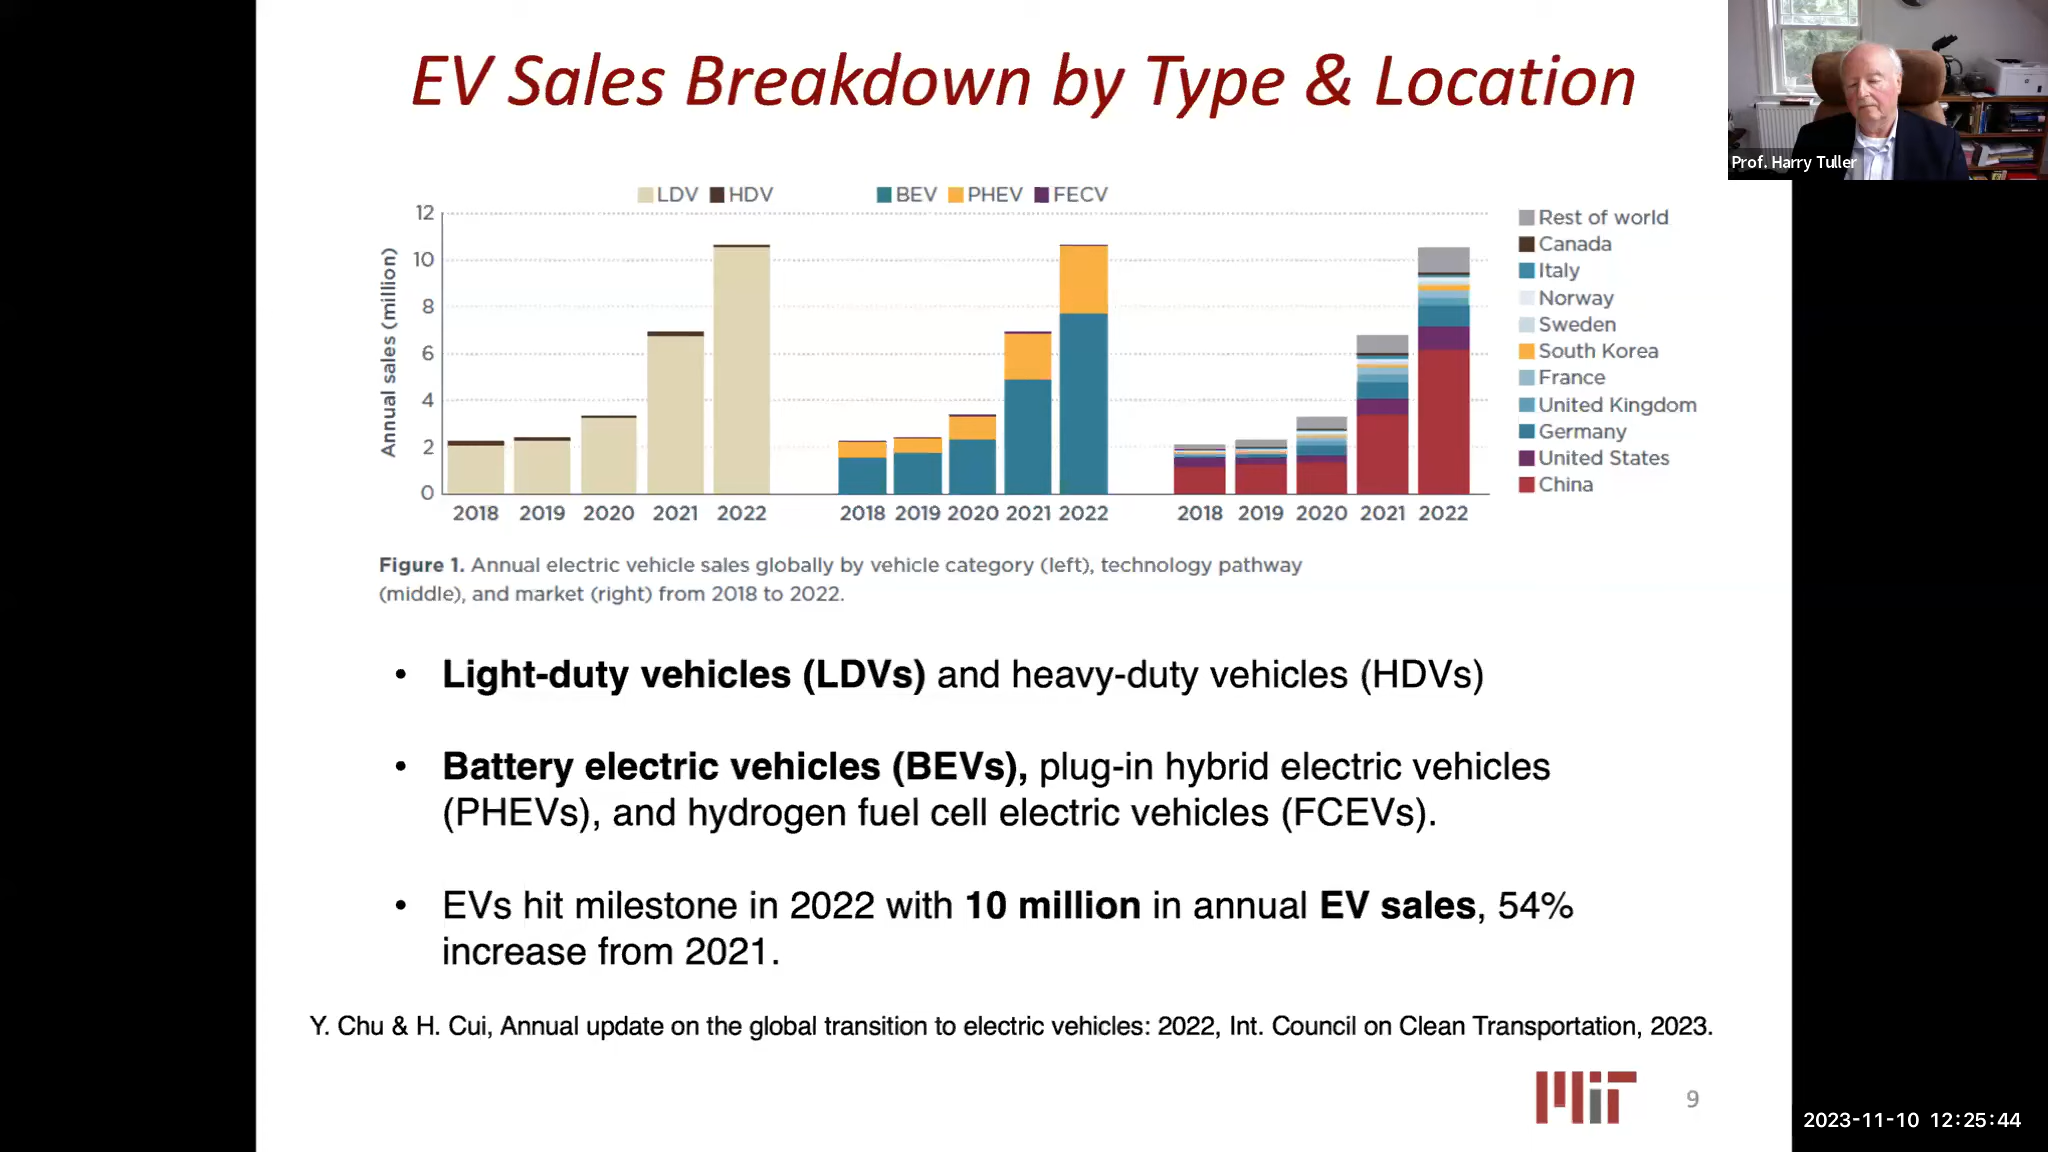 EV Sales Breakdown by Type & Location
Prof. Harry Tuller
LDV HDV BEV PHEV FECV
Annual sales (million)
12
10
8
6
4
2
0
2018 2019 2020 2021 2022
2018 2019 2020 2021 2022
2018 2019 2020 2021 2022
Rest of world
Canada
Italy
Norway
Sweden
South Korea
France
United Kingdom
Germany
United States
China
Figure 1. Annual electric vehicle sales globally by vehicle category (left), technology pathway
(middle), and market (right) from 2018 to 2022.
• Light-duty vehicles (LDVs) and heavy-duty vehicles (HDVs)
• Battery electric vehicles (BEVs), plug-in hybrid electric vehicles
(PHEVs), and hydrogen fuel cell electric vehicles (FCEVs).
• EVs hit milestone in 2022 with 10 million in annual EV sales, 54%
increase from 2021.
Y. Chu & H. Cui, Annual update on the global transition to electric vehicles: 2022, Int. Council on Clean Transportation, 2023.
MIT
9
2023-11-10 12:25:44